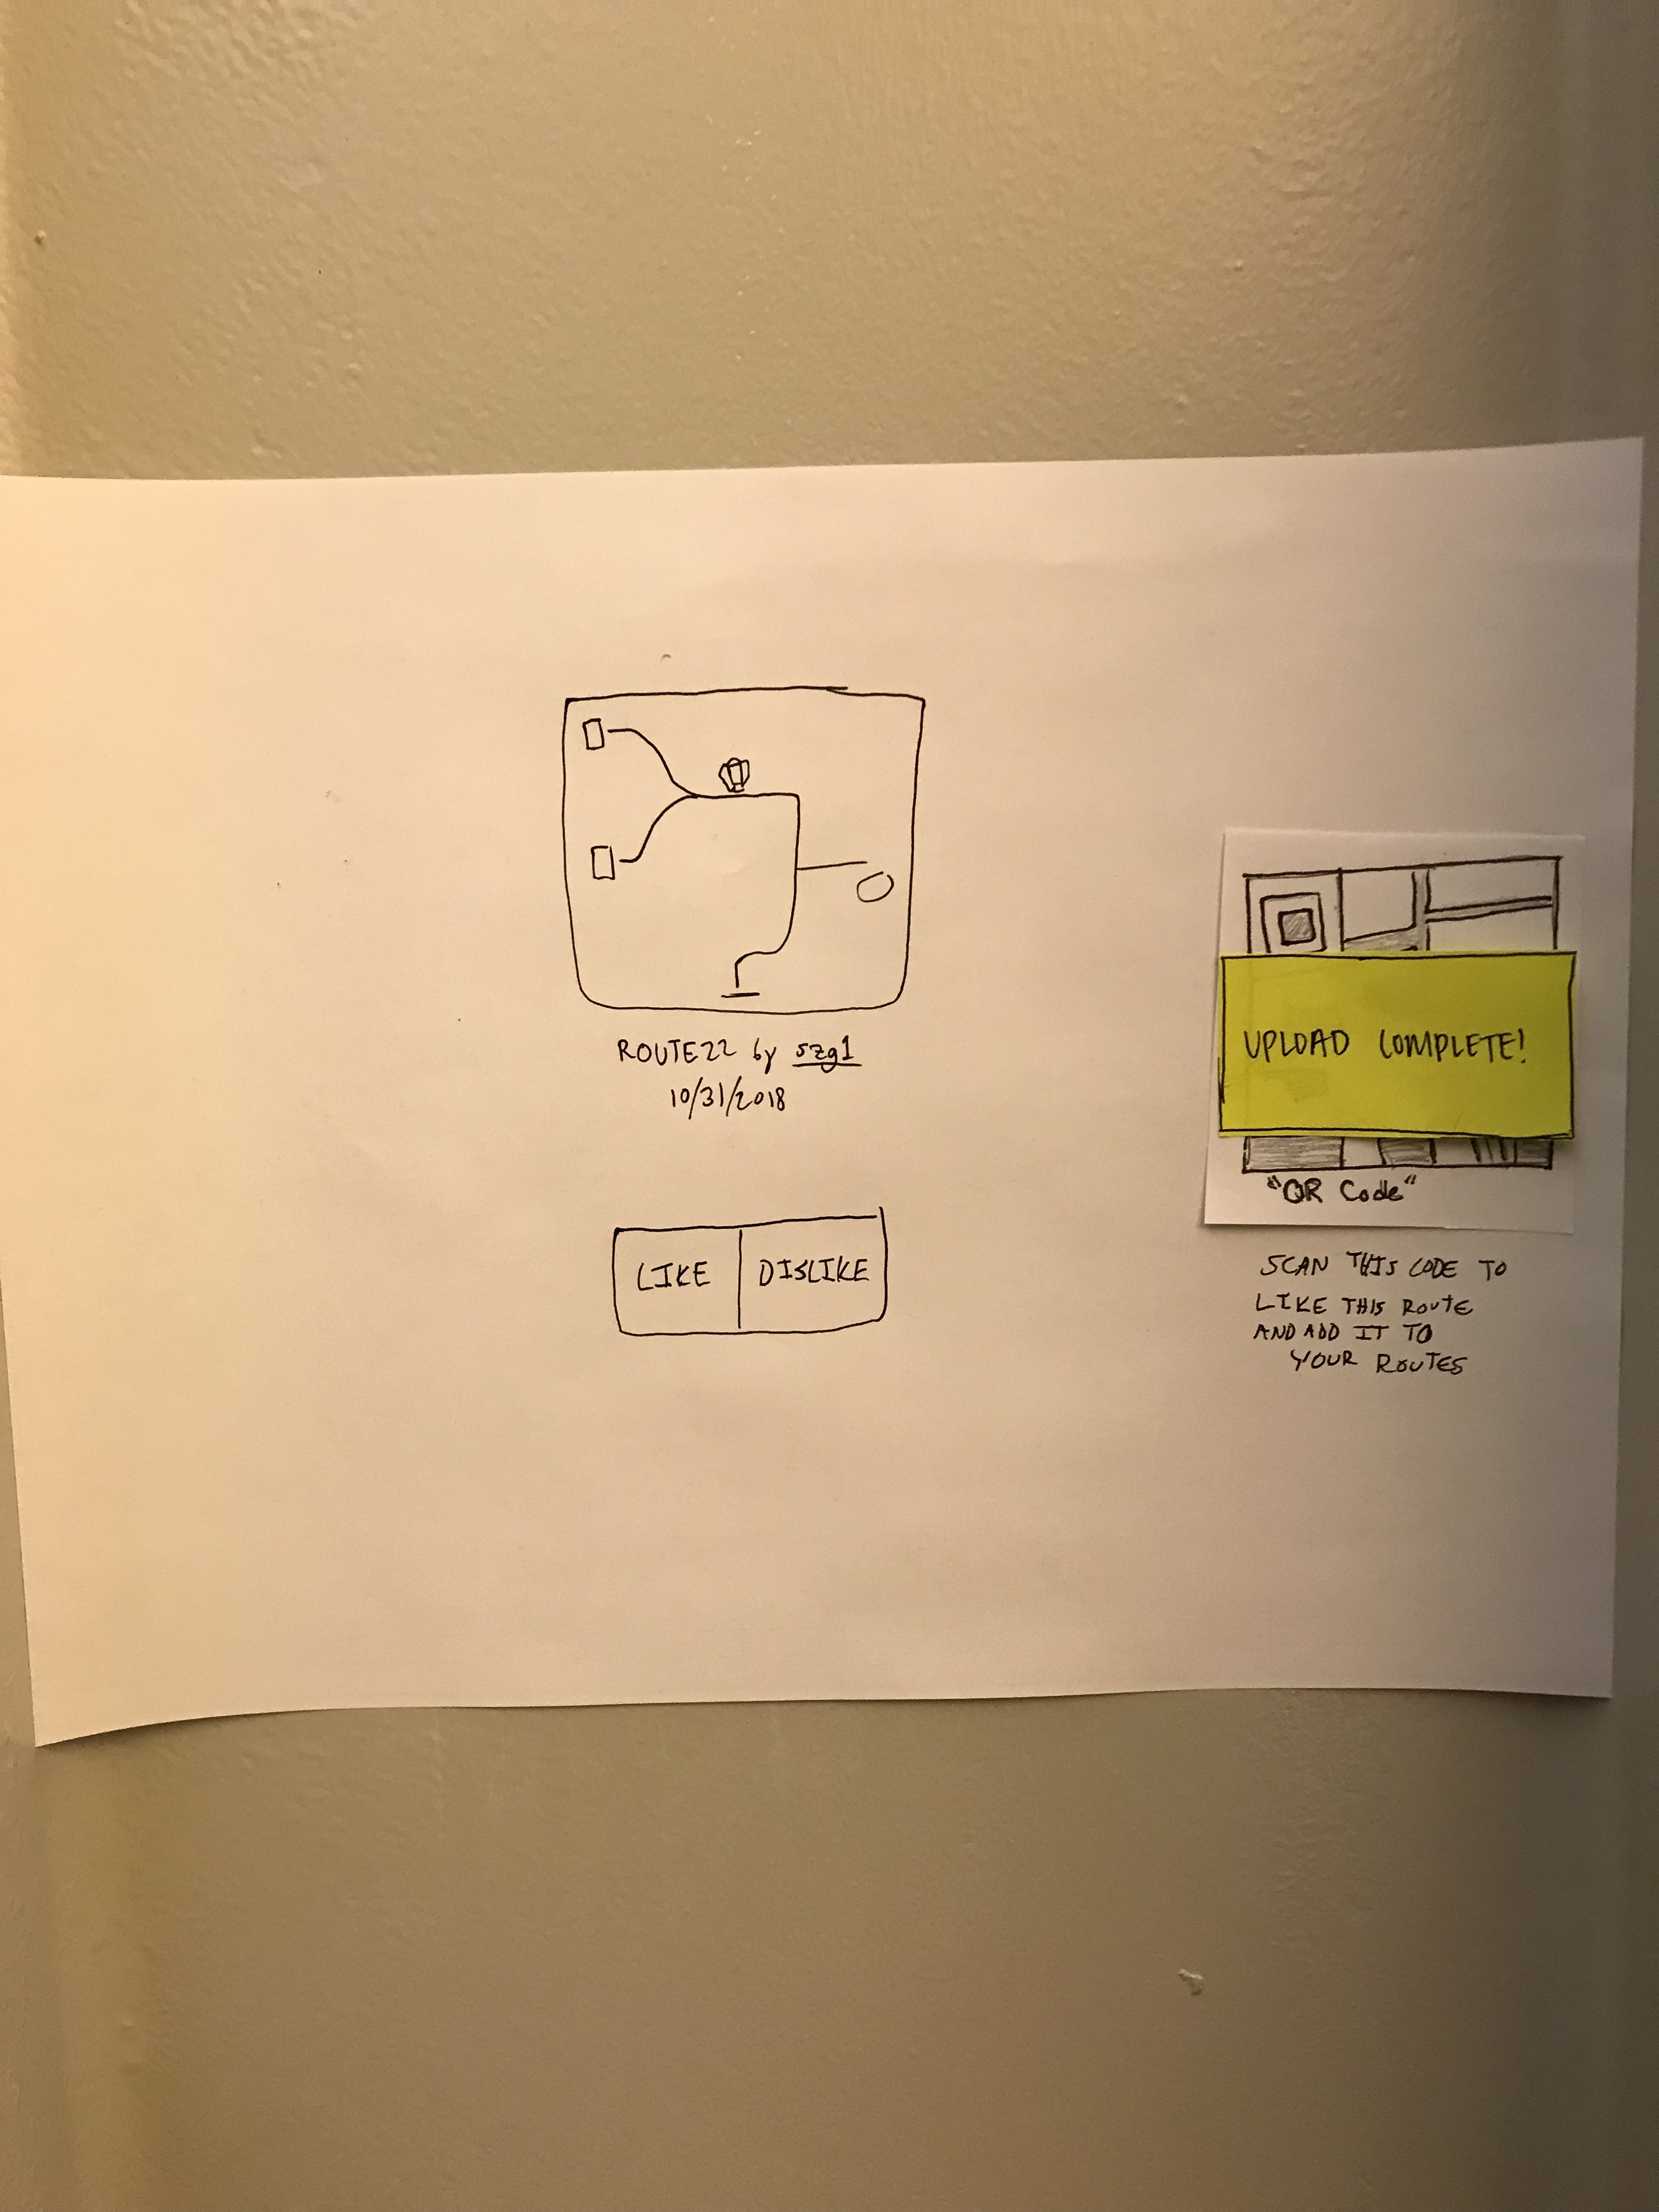 ROUTE22 by szg1
10/31/2018
LIKE
DISLIKE
UPLOAD COMPLETE!
"QR Code"
SCAN THIS CODE TO
LIKE THIS ROUTE
AND ADD IT TO
YOUR ROUTES